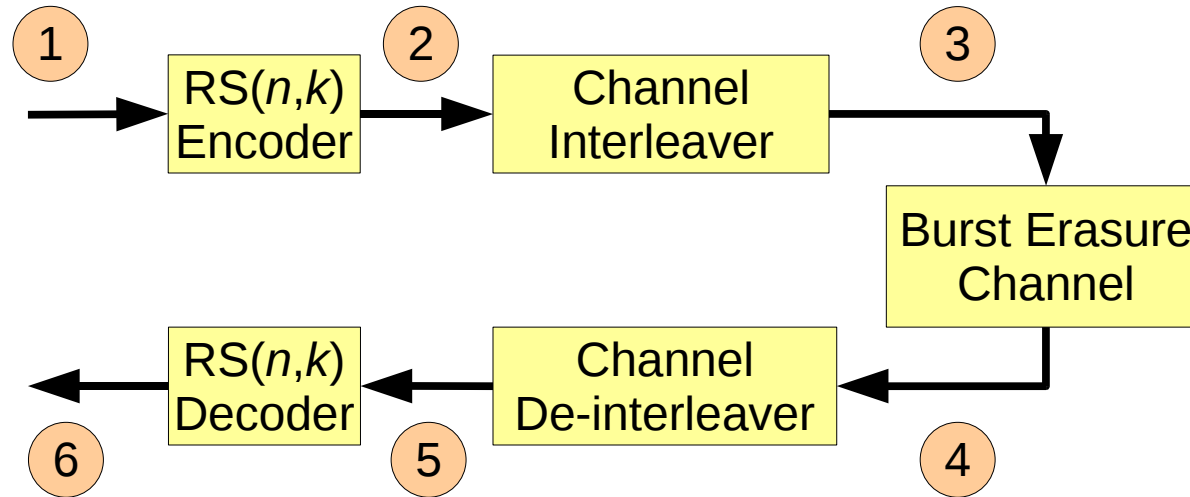 1
2
3
RS(n,k)
Encoder
Channel
Interleaver
Burst Erasure
Channel
RS(n,k)
Decoder
Channel
De-interleaver
6
5
4